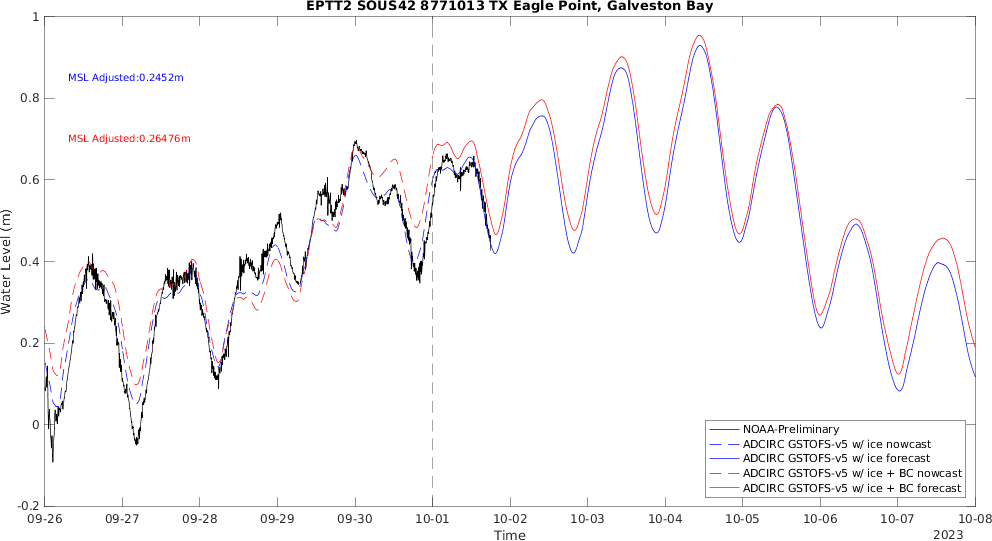 EPTT2 SOUS42 8771013 TX Eagle Point, Galveston Bay
1
0.8
0.6
0.4
0.2
0
-0.2
Water Level (m)
MSL Adjusted:0.2452m
MSL Adjusted:0.26476m
NOAA-Preliminary
ADCIRC GSTOFS-v5 w/ ice nowcast
ADCIRC GSTOFS-v5 w/ ice forecast
ADCIRC GSTOFS-v5 w/ ice + BC nowcast
ADCIRC GSTOFS-v5 w/ ice + BC forecast
09-26 09-27 09-28 09-29 09-30 10-01 10-02 10-03 10-04 10-05 10-06 10-07 10-08
Time
2023